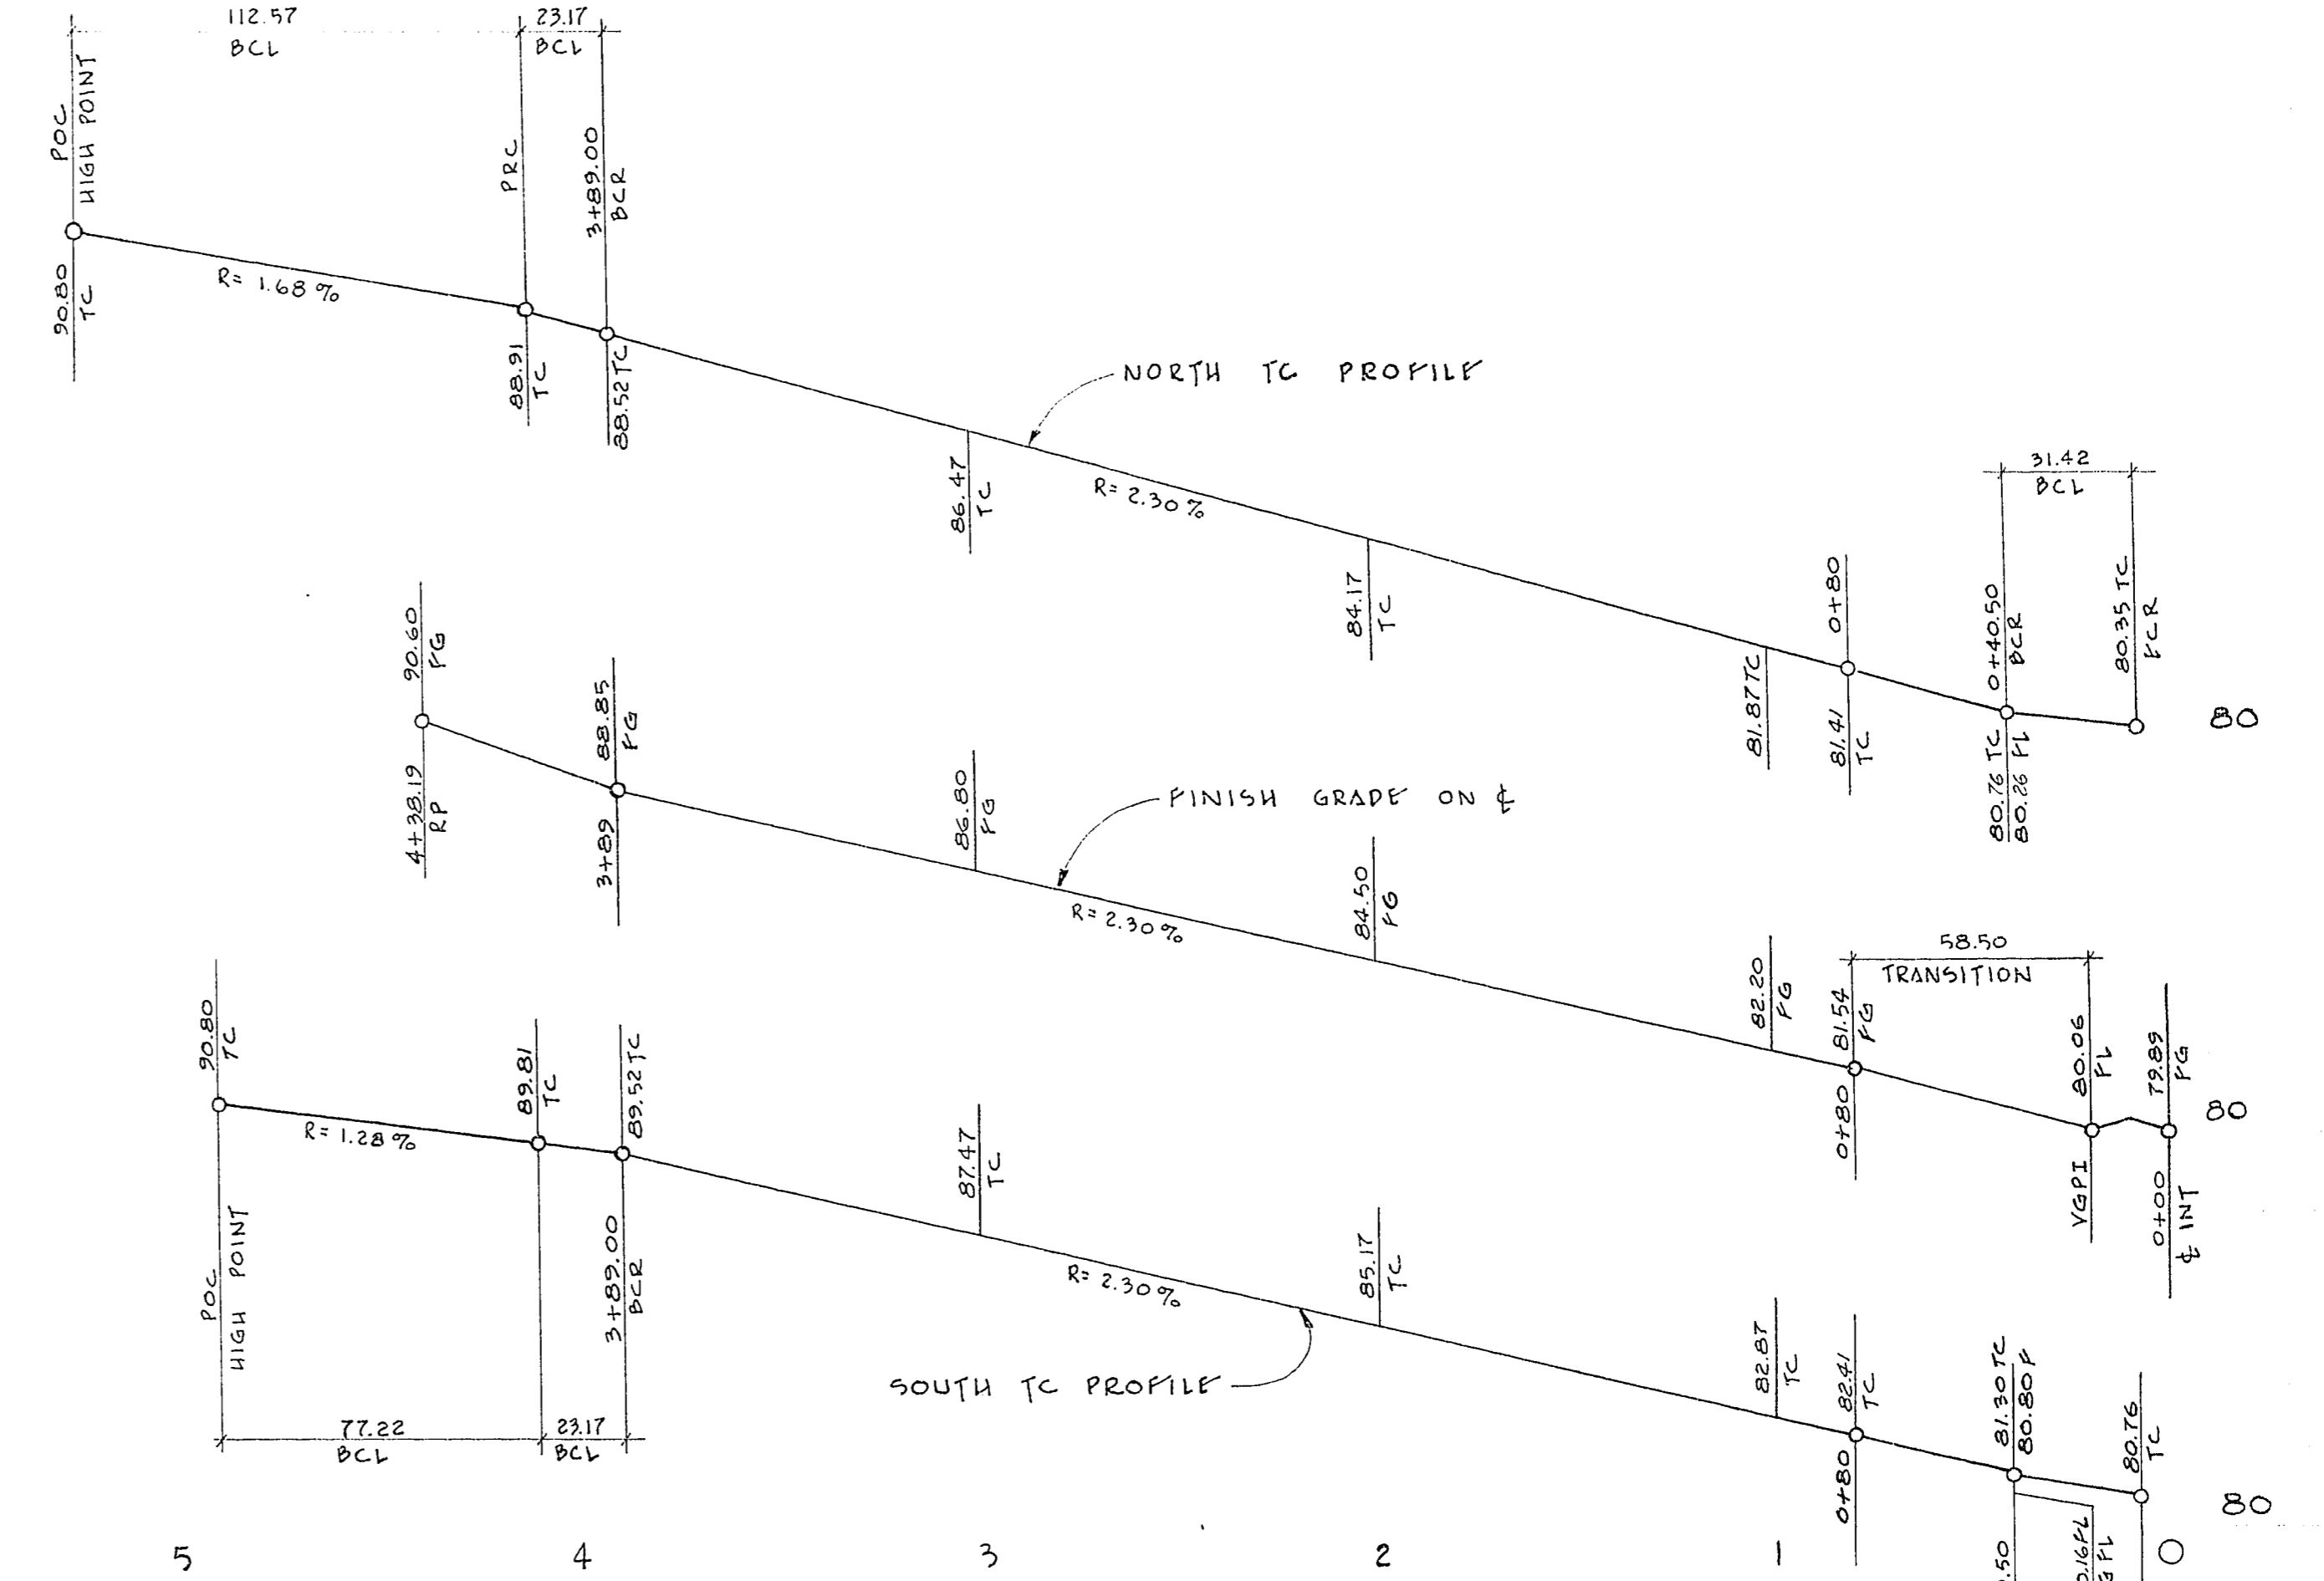 112.57
BCL
23.17
BCL
POC
HIGH POINT
PRC
3+89.00
BCR
90.80
TC
R= 1.68 %
88.91
TC
88.52 TC
NORTH TC PROFILE
86.47
TC
R= 2.30 %
84.17
TC
81.87 TC
0+80
81.41
TC
31.42
BCL
0+40.50
BCR
80.76 TC
80.26 FL
80.35 TC
ECR
80
90.60
FG
4+38.19
RP
88.85
FG
3+89
86.80
FG
FINISH GRADE ON ℄
R= 2.30 %
84.50
FG
82.20
FG
58.50
TRANSITION
81.54
FG
0+80
80.06
FL
VGPI
79.89
FG
0+00
℄ INT
80
90.80
TC
POC
HIGH POINT
R= 1.28 %
89.81
TC
89.52 TC
3+89.00
BCR
77.22
BCL
23.17
BCL
87.47
TC
R= 2.30 %
SOUTH TC PROFILE
85.17
TC
82.87
TC
82.41
TC
0+80
81.30 TC
80.80 F
80.76
TC
.50
0.16 FL
FL
80
5 4 3 2 1 0